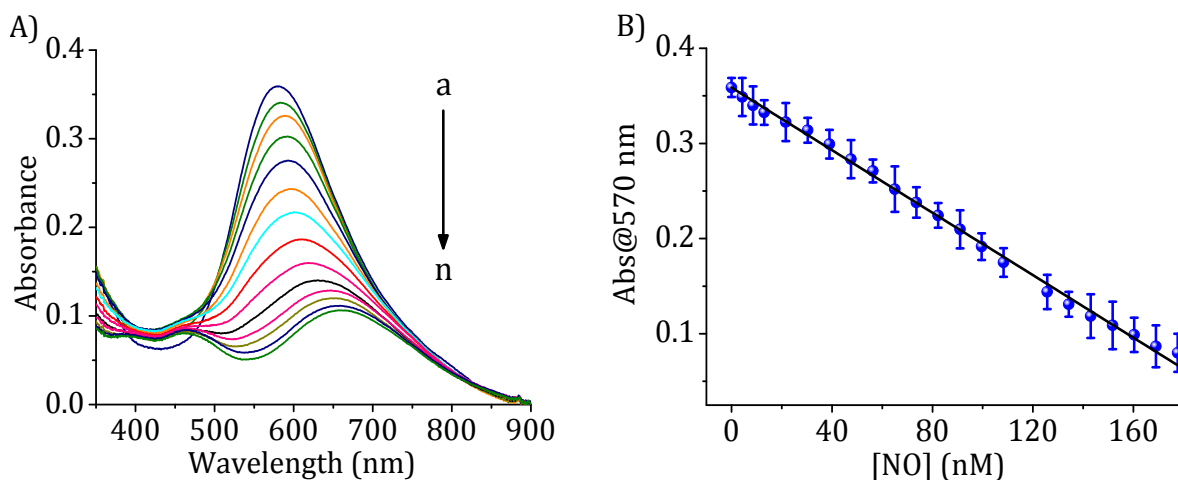 A)
0.4
0.3
0.2
0.1
0.0
Absorbance
a
n
400 500 600 700 800 900
Wavelength (nm)
B)
0.4
0.3
0.2
0.1
Abs@570 nm
0 40 80 120 160
[NO] (nM)